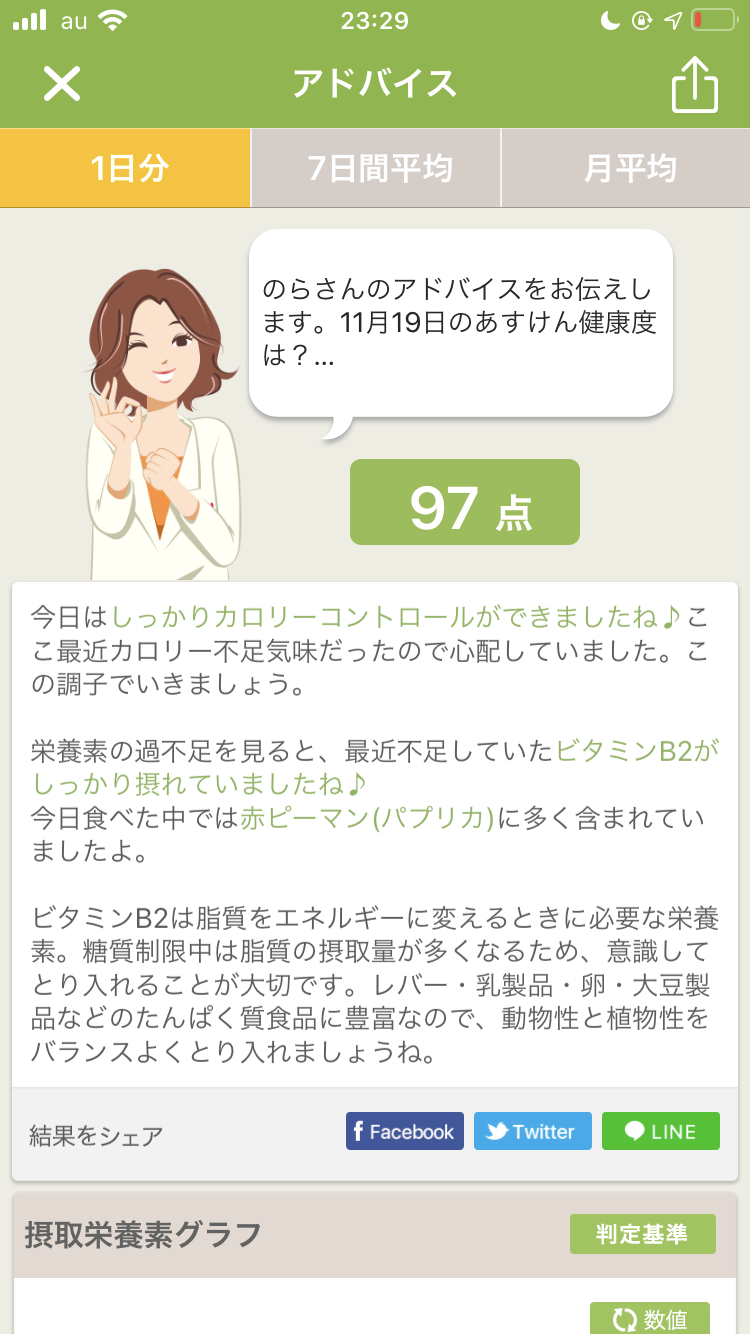 au 23:29
アドバイス
1日分 7日間平均 月平均
のらさんのアドバイスをお伝えし
ます。11月19日のあすけん健康度
は？...
97 点
今日はしっかりカロリーコントロールができましたね♪こ
こ最近カロリー不足気味だったので心配していました。こ
の調子でいきましょう。
栄養素の過不足を見ると、最近不足していたビタミンB2が
しっかり摂れていましたね♪
今日食べた中では赤ピーマン(パプリカ)に多く含まれてい
ましたよ。
ビタミンB2は脂質をエネルギーに変えるときに必要な栄養
素。糖質制限中は脂質の摂取量が多くなるため、意識して
とり入れることが大切です。レバー・乳製品・卵・大豆製
品などのたんぱく質食品に豊富なので、動物性と植物性を
バランスよくとり入れましょうね。
結果をシェア Facebook Twitter LINE
摂取栄養素グラフ 判定基準
数値